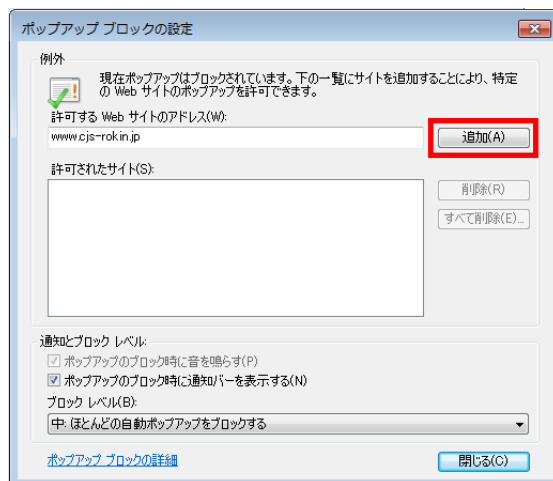 ポップアップ ブロックの設定
例外
現在ポップアップはブロックされています。下の一覧にサイトを追加することにより、特定
の Web サイトのポップアップを許可できます。
許可する Web サイトのアドレス(W):
www.cjs-rokin.jp
追加(A)
許可されたサイト(S):
削除(R)
すべて削除(E)...
通知とブロック レベル:
ポップアップのブロック時に音を鳴らす(P)
ポップアップのブロック時に通知バーを表示する(N)
ブロック レベル(B):
中: ほとんどの自動ポップアップをブロックする
ポップアップ ブロックの詳細
閉じる(C)